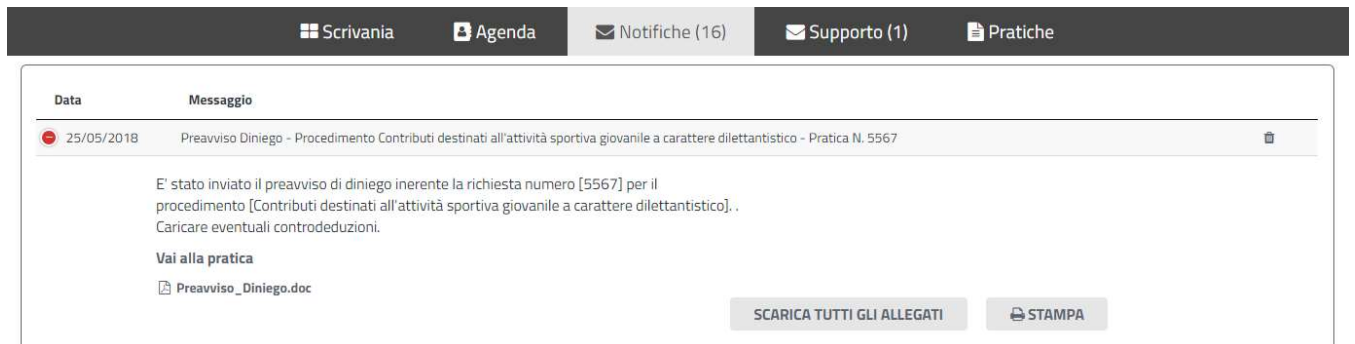 Scrivania Agenda Notifiche (16) Supporto (1) Pratiche
Data Messaggio
25/05/2018 Preavviso Diniego - Procedimento Contributi destinati all'attività sportiva giovanile a carattere dilettantistico - Pratica N. 5567
E' stato inviato il preavviso di diniego inerente la richiesta numero [5567] per il
procedimento [Contributi destinati all'attività sportiva giovanile a carattere dilettantistico]. .
Caricare eventuali controdeduzioni.
Vai alla pratica
Preavviso_Diniego.doc
SCARICA TUTTI GLI ALLEGATI STAMPA